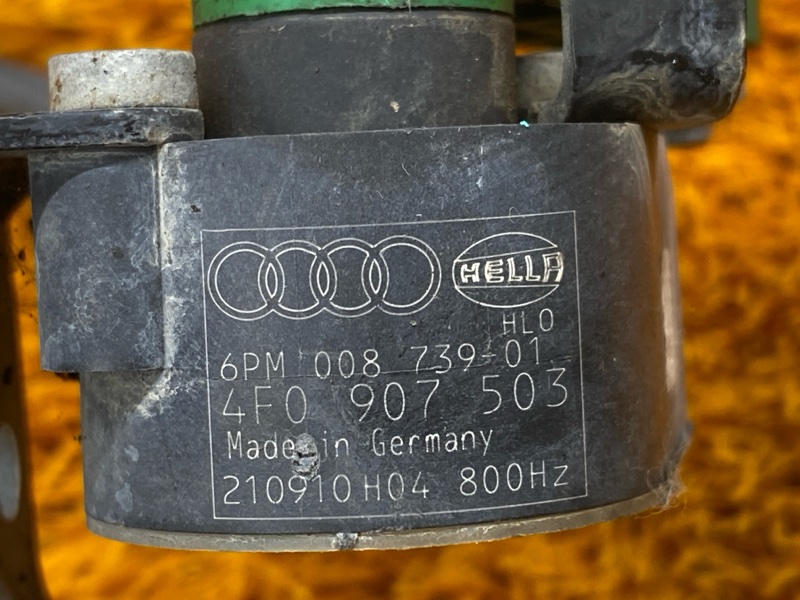 HELLA
HLO
6PM 008 739-01
4F0 907 503
Made in Germany
210910 H04 800Hz